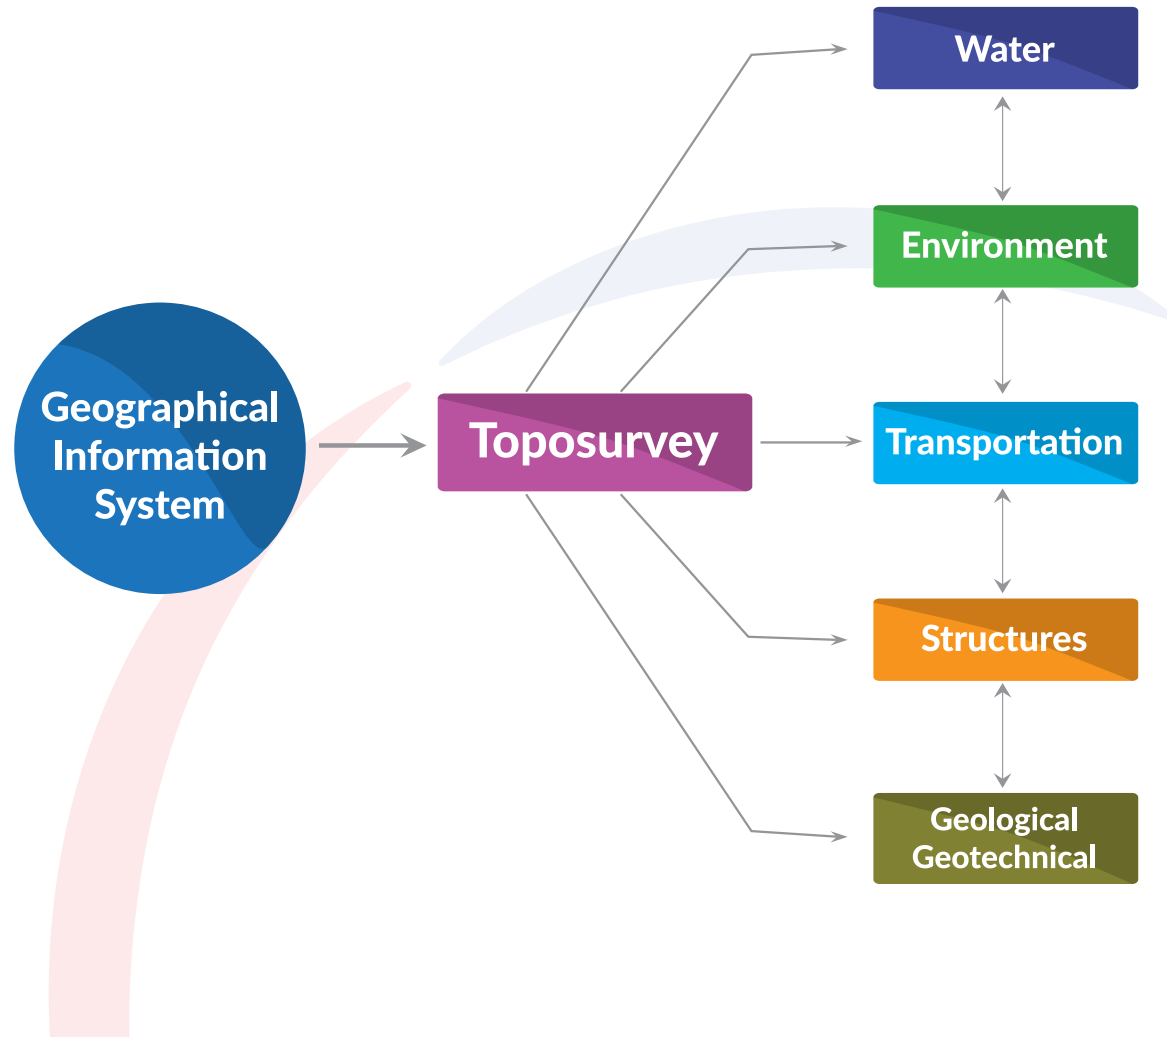 Water
Environment
Geographical
Information
System
Toposurvey
Transportation
Structures
Geological
Geotechnical